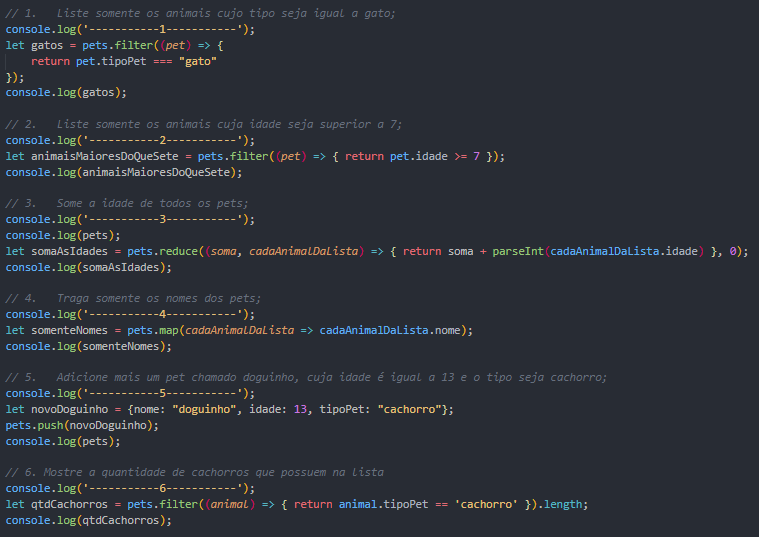 // 1.   Liste somente os animais cujo tipo seja igual a gato;
console.log('-----------1-----------');
let gatos = pets.filter((pet) => {
    return pet.tipoPet === "gato"
});
console.log(gatos);

// 2.   Liste somente os animais cuja idade seja superior a 7;
console.log('-----------2-----------');
let animaisMaioresDoQueSete = pets.filter((pet) => { return pet.idade >= 7 });
console.log(animaisMaioresDoQueSete);

// 3.   Some a idade de todos os pets;
console.log('-----------3-----------');
console.log(pets);
let somaAsIdades = pets.reduce((soma, cadaAnimalDaLista) => { return soma + parseInt(cadaAnimalDaLista.idade) }, 0);
console.log(somaAsIdades);

// 4.   Traga somente os nomes dos pets;
console.log('-----------4-----------');
let somenteNomes = pets.map(cadaAnimalDaLista => cadaAnimalDaLista.nome);
console.log(somenteNomes);

// 5.   Adicione mais um pet chamado doguinho, cuja idade é igual a 13 e o tipo seja cachorro;
console.log('-----------5-----------');
let novoDoguinho = {nome: "doguinho", idade: 13, tipoPet: "cachorro"};
pets.push(novoDoguinho);
console.log(pets);

// 6. Mostre a quantidade de cachorros que possuem na lista
console.log('-----------6-----------');
let qtdCachorros = pets.filter((animal) => { return animal.tipoPet == 'cachorro' }).length;
console.log(qtdCachorros);